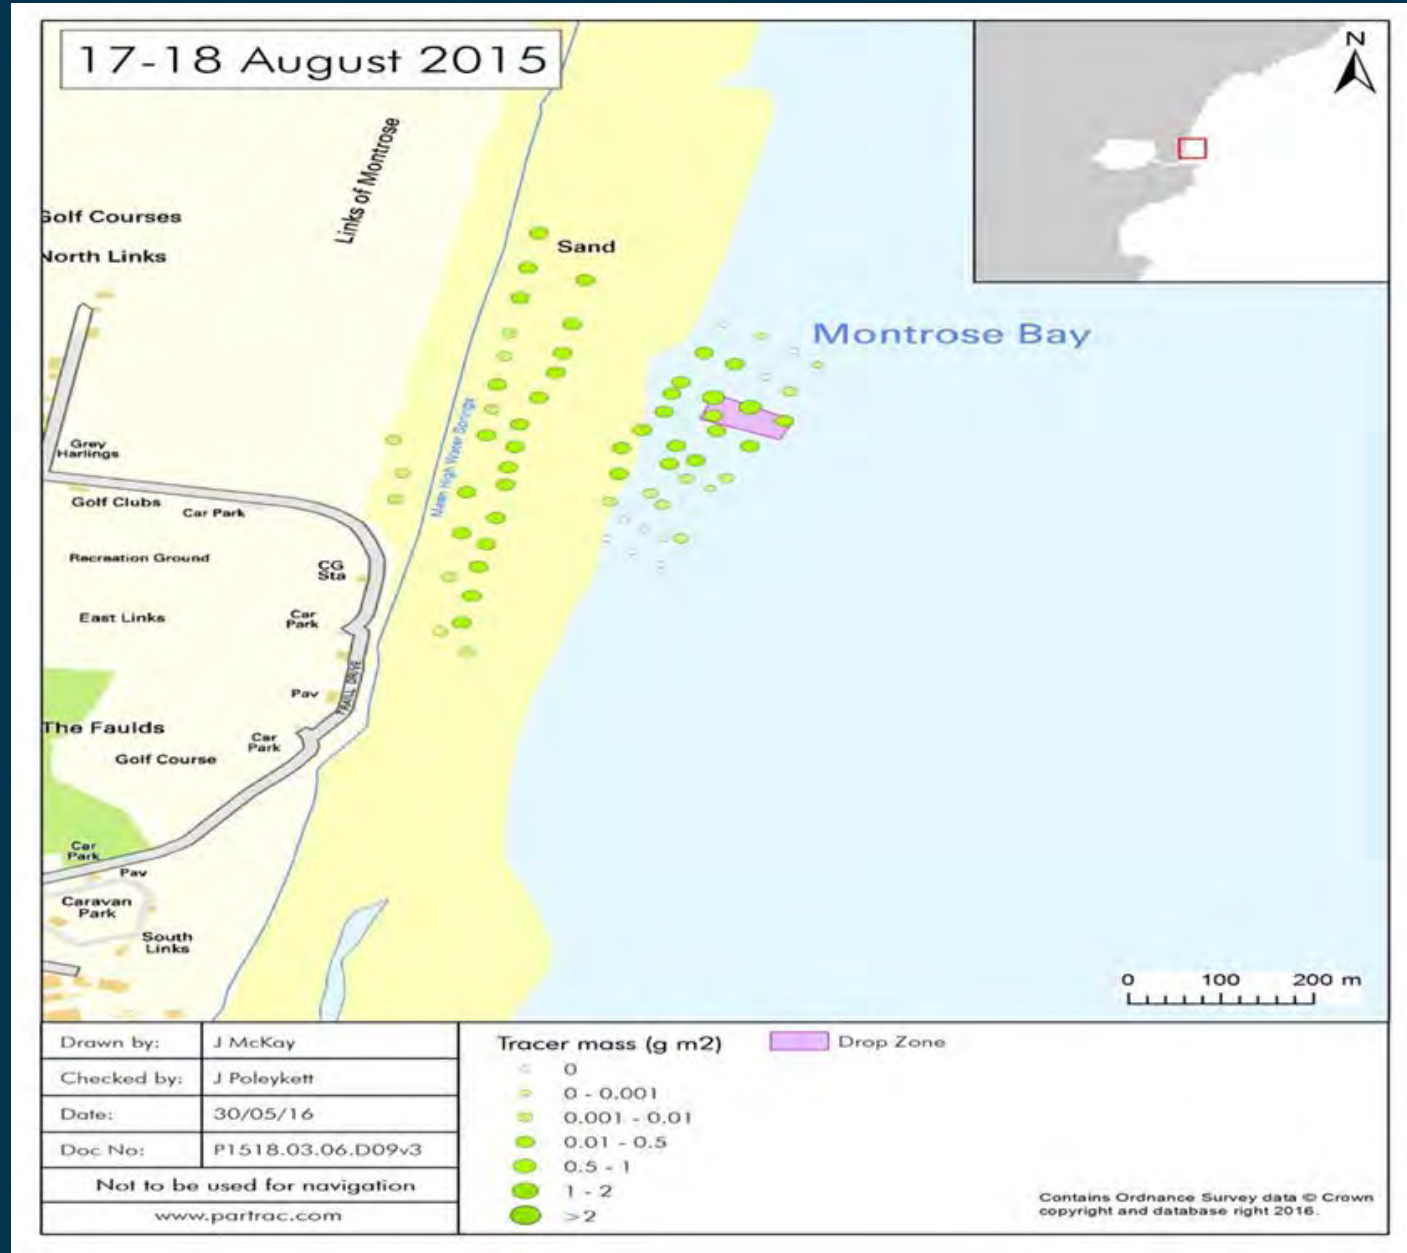 17-18 August 2015
N
Links of Montrose
Golf Courses
North Links
Sand
Montrose Bay
Mean High Water Springs
Grey
Harlings
Golf Clubs
Car Park
Recreation Ground
CG
Sta
East Links
Car
Park
Pav
TRAILL DRIVE
The Faulds
Car
Park
Golf Course
Car
Park
Pav
Caravan
Park
South
Links
0 100 200 m
Drawn by: J McKay
Checked by: J Poleykett
Date: 30/05/16
Doc No: P1518.03.06.D09v3
Not to be used for navigation
www.partrac.com
Tracer mass (g m2)
0
0 - 0.001
0.001 - 0.01
0.01 - 0.5
0.5 - 1
1 - 2
>2
Drop Zone
Contains Ordnance Survey data © Crown
copyright and database right 2016.